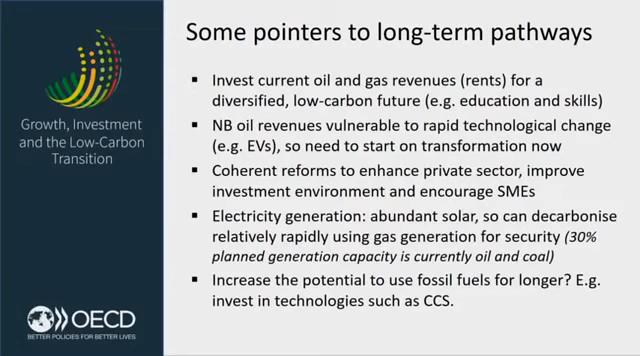 Some pointers to long-term pathways
Growth, Investment
and the Low-Carbon
Transition
▪ Invest current oil and gas revenues (rents) for a
diversified, low-carbon future (e.g. education and skills)
▪ NB oil revenues vulnerable to rapid technological change
(e.g. EVs), so need to start on transformation now
▪ Coherent reforms to enhance private sector, improve
investment environment and encourage SMEs
▪ Electricity generation: abundant solar, so can decarbonise
relatively rapidly using gas generation for security (30%
planned generation capacity is currently oil and coal)
▪ Increase the potential to use fossil fuels for longer? E.g.
invest in technologies such as CCS.
OECD
BETTER POLICIES FOR BETTER LIVES